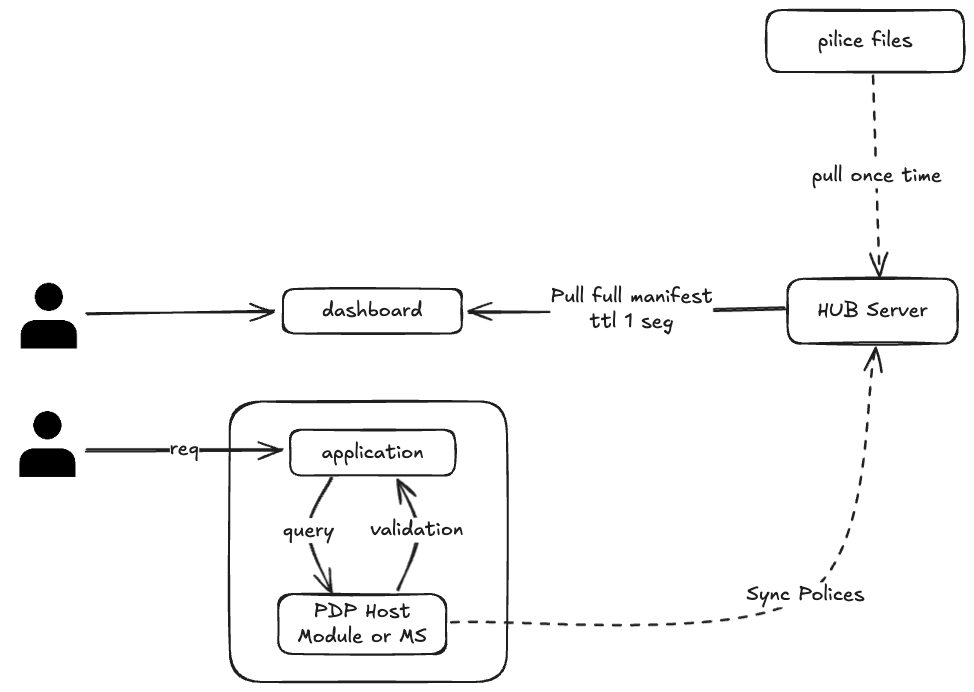 pilice files
pull once time
dashboard
Pull full manifest
ttl 1 seg
HUB Server
req
application
query
validation
PDP Host
Module or MS
Sync Polices